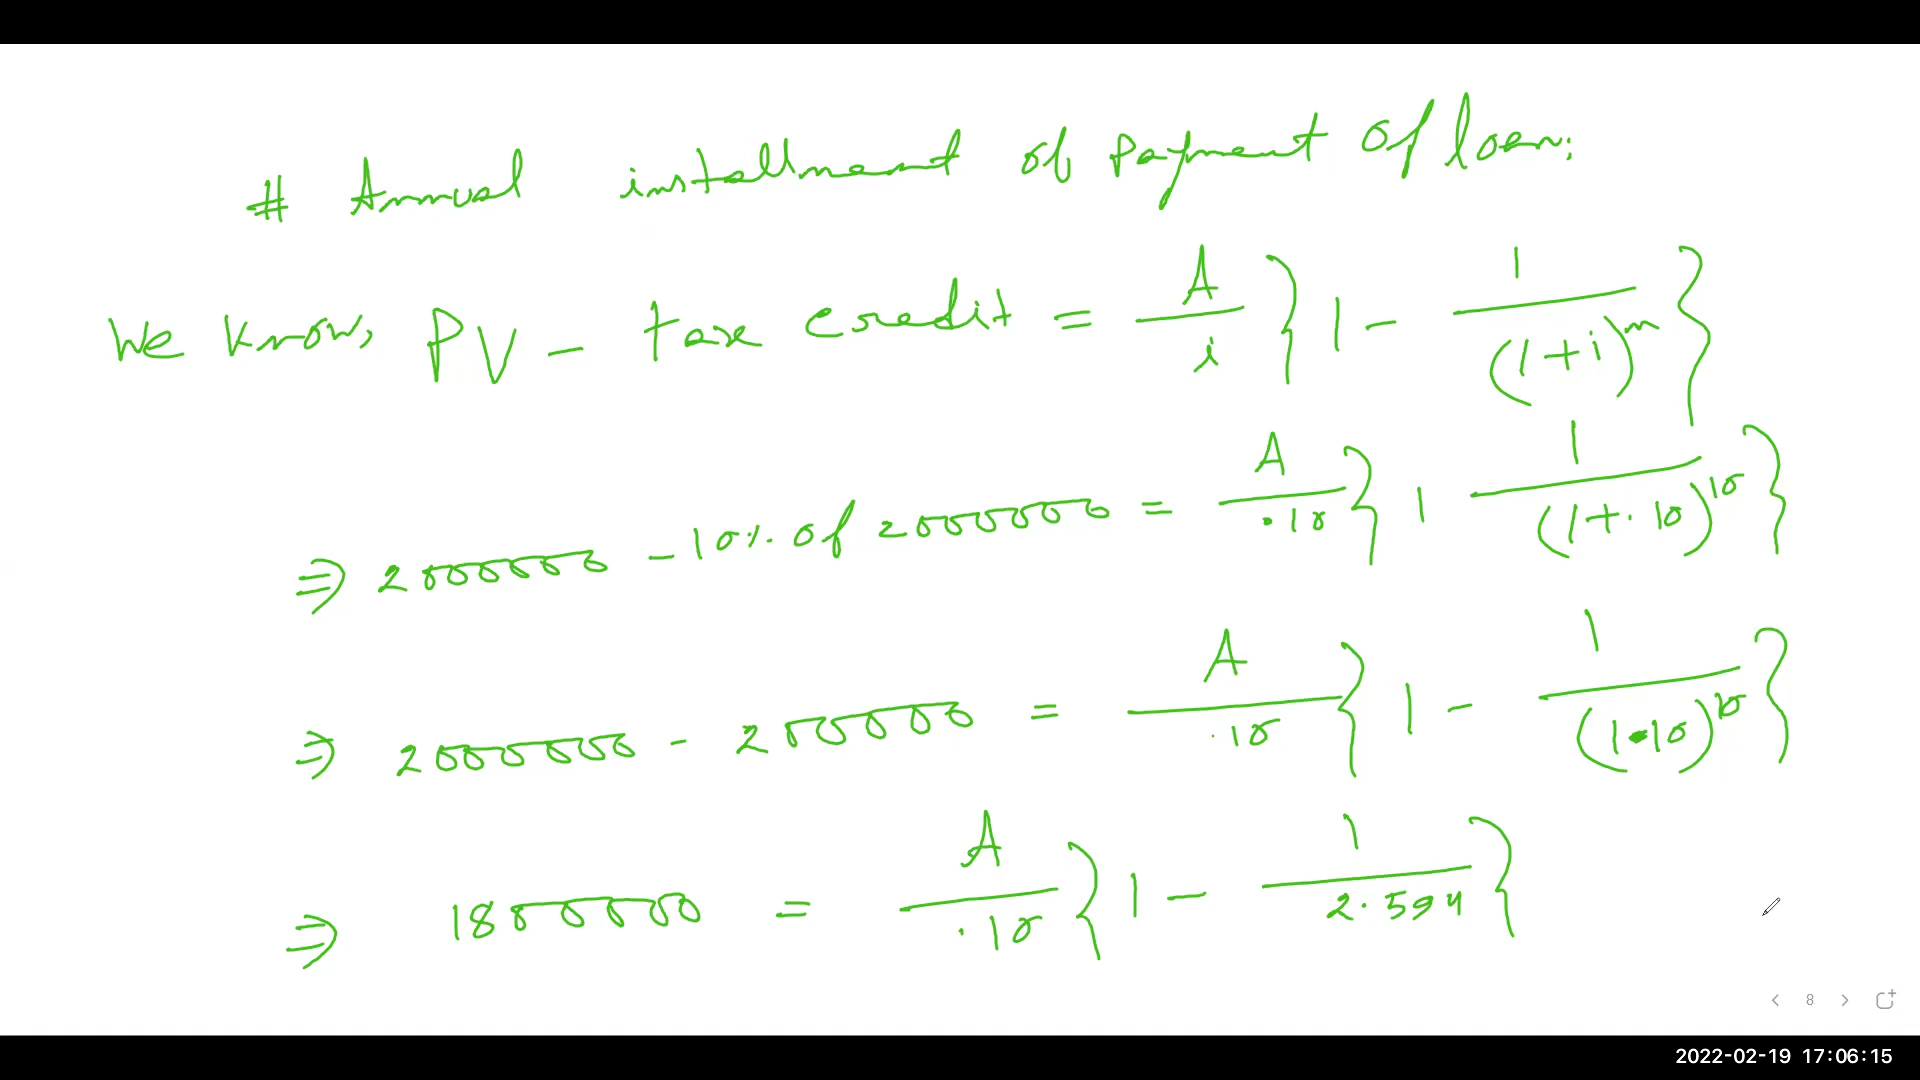 # Annual installment of payment of loan:
We know, PV - tax credit = A/i { 1 - 1/(1+i)^n }
⇒ 2000000 - 10% of 2000000 = A/.10 { 1 1/(1+.10)^10 }
⇒ 2000000 - 200000 = A/.10 { 1 - 1/(1.10)^10 }
⇒ 1800000 = A/.10 { 1 - 1/2.594 }
8
2022-02-19 17:06:15